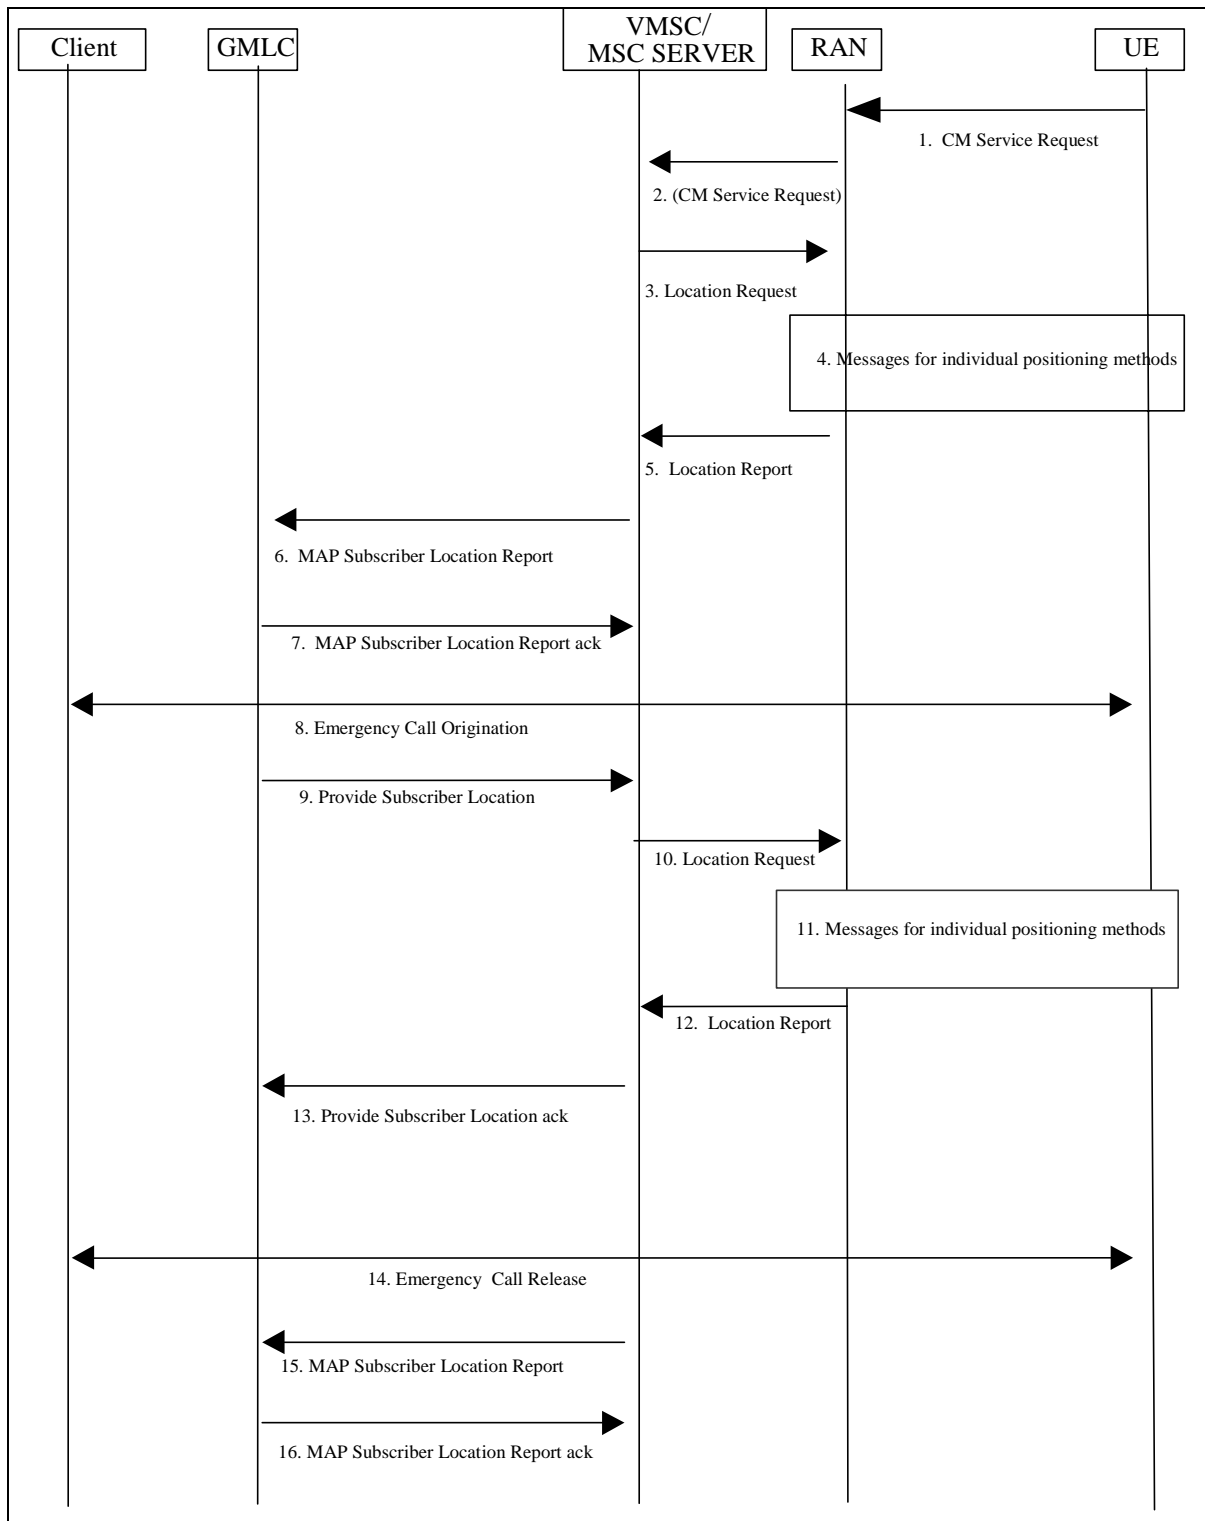 Client
GMLC
VMSC/
MSC SERVER
RAN
UE
1. CM Service Request
2. (CM Service Request)
3. Location Request
4. Messages for individual positioning methods
5. Location Report
6. MAP Subscriber Location Report
7. MAP Subscriber Location Report ack
8. Emergency Call Origination
9. Provide Subscriber Location
10. Location Request
11. Messages for individual positioning methods
12. Location Report
13. Provide Subscriber Location ack
14. Emergency Call Release
15. MAP Subscriber Location Report
16. MAP Subscriber Location Report ack